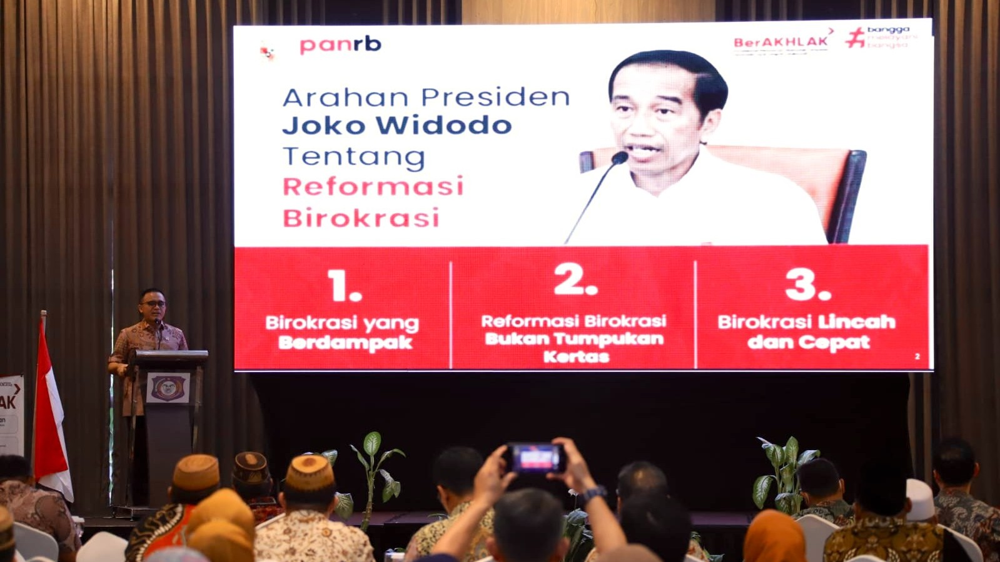 panrb
BerAKHLAK
bangga
melayani
bangsa
Arahan Presiden
Joko Widodo
Tentang
Reformasi
Birokrasi
1.
Birokrasi yang
Berdampak
2.
Reformasi Birokrasi
Bukan Tumpukan
Kertas
3.
Birokrasi Lincah
dan Cepat
2
AK
an